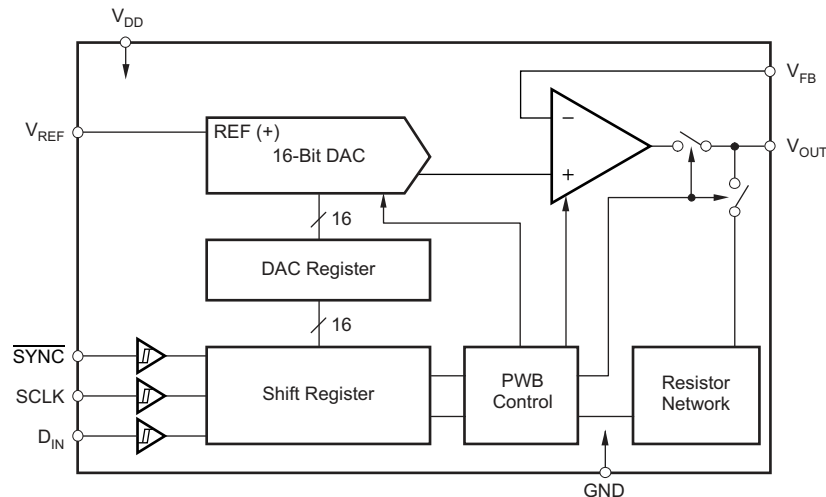 V_DD
V_FB
V_REF
REF (+)
16-Bit DAC
−
+
V_OUT
16
DAC Register
16
S̅Y̅N̅C̅
SCLK
D_IN
Shift Register
PWB
Control
Resistor
Network
GND